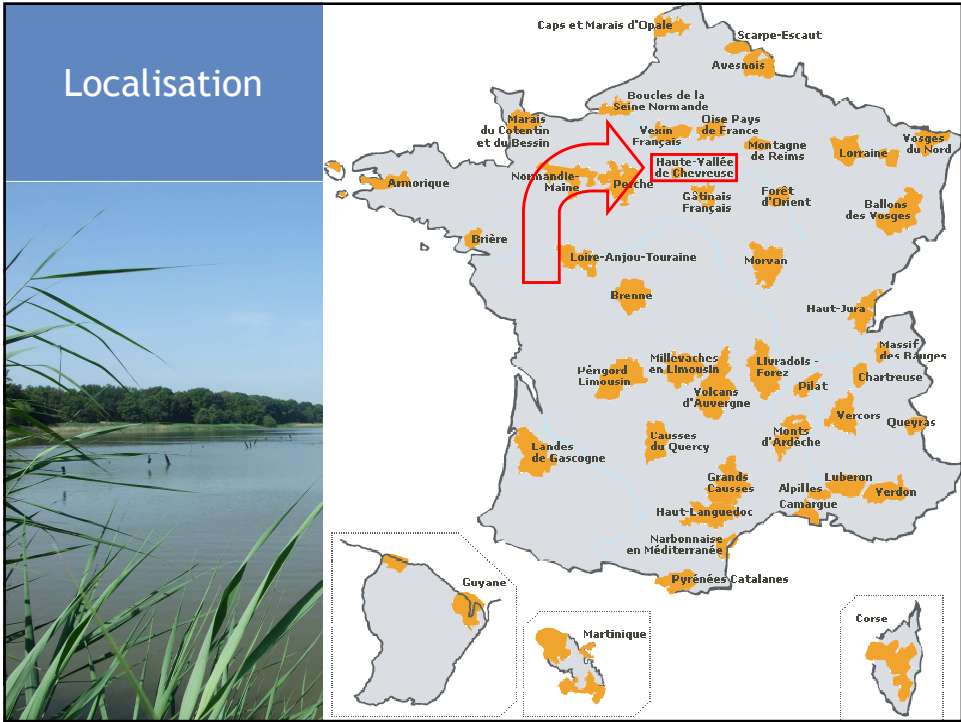 Localisation
Caps et Marais d'Opale
Scarpe-Escaut
Avesnois
Boucles de la
Seine Normande
Marais
du Cotentin
et du Bessin
Vexin
Français
Oise Pays
de France
Montagne
de Reims
Lorraine
Vosges
du Nord
Armorique
Normandie-
Maine
Perche
Haute-Vallée
de Chevreuse
Gâtinais
Français
Forêt
d'Orient
Ballons
des Vosges
Brière
Loire-Anjou-Touraine
Morvan
Brenne
Haut-Jura
Massif
des Bauges
Périgord
Limousin
Millevaches
en Limousin
Volcans
d'Auvergne
Livradois -
Forez
Pilat
Chartreuse
Vercors
Queyras
Landes
de Gascogne
Causses
du Quercy
Monts
d'Ardèche
Grands
Causses
Alpilles
Luberon
Verdon
Camargue
Haut-Languedoc
Narbonnaise
en Méditerranée
Pyrénées Catalanes
Guyane
Martinique
Corse